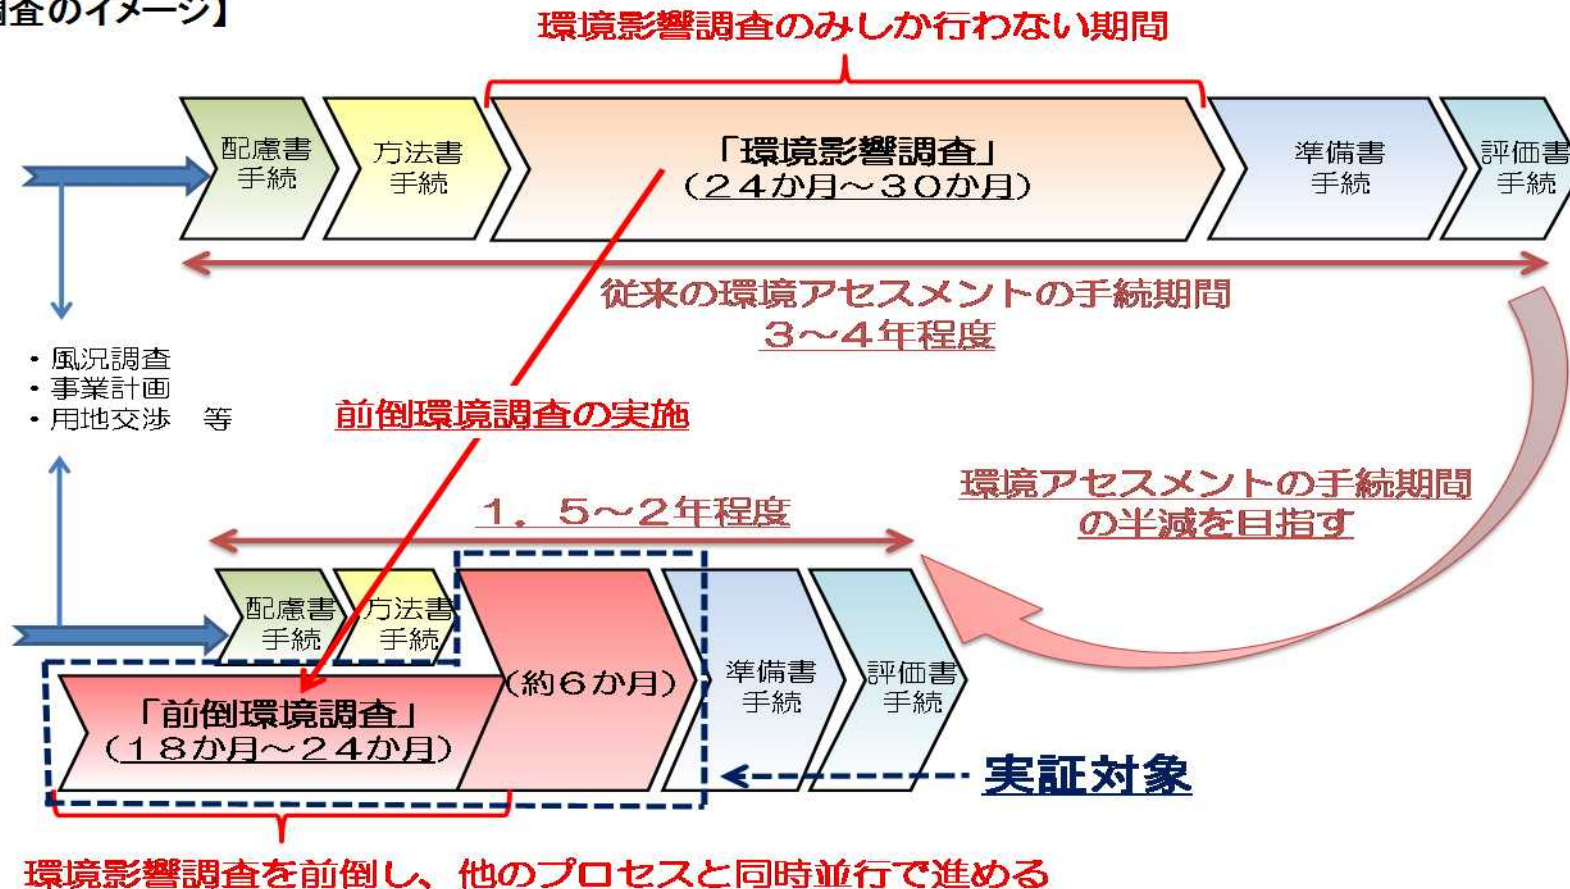 査のイメージ】
環境影響調査のみしか行わない期間
配慮書
手続
方法書
手続
「環境影響調査」
（２４か月～３０か月）
準備書
手続
評価書
手続
従来の環境アセスメントの手続期間
３～４年程度
・風況調査
・事業計画
・用地交渉　等
前倒環境調査の実施
環境アセスメントの手続期間
の半減を目指す
１．５～２年程度
配慮書
手続
方法書
手続
（約６か月）
準備書
手続
評価書
手続
「前倒環境調査」
（１８か月～２４か月）
実証対象
環境影響調査を前倒し、他のプロセスと同時並行で進める